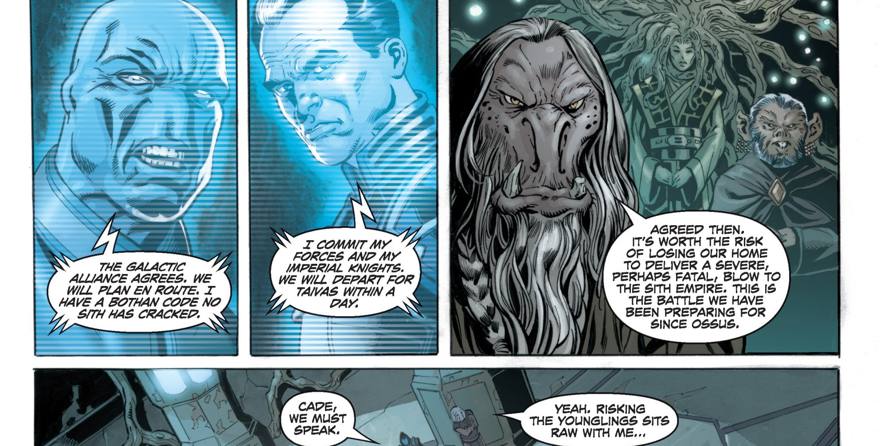 THE GALACTIC
ALLIANCE AGREES. WE
WILL PLAN EN ROUTE. I
HAVE A BOTHAN CODE NO
SITH HAS CRACKED.
I COMMIT MY
FORCES AND MY
IMPERIAL KNIGHTS.
WE WILL DEPART FOR
TAIVAS WITHIN A
DAY.
AGREED THEN.
IT'S WORTH THE RISK
OF LOSING OUR HOME
TO DELIVER A SEVERE,
PERHAPS FATAL, BLOW TO
THE SITH EMPIRE. THIS IS
THE BATTLE WE HAVE
BEEN PREPARING FOR
SINCE OSSUS.
CADE,
WE MUST
SPEAK.
YEAH. RISKING
THE YOUNGLINGS SITS
RAW WITH ME...